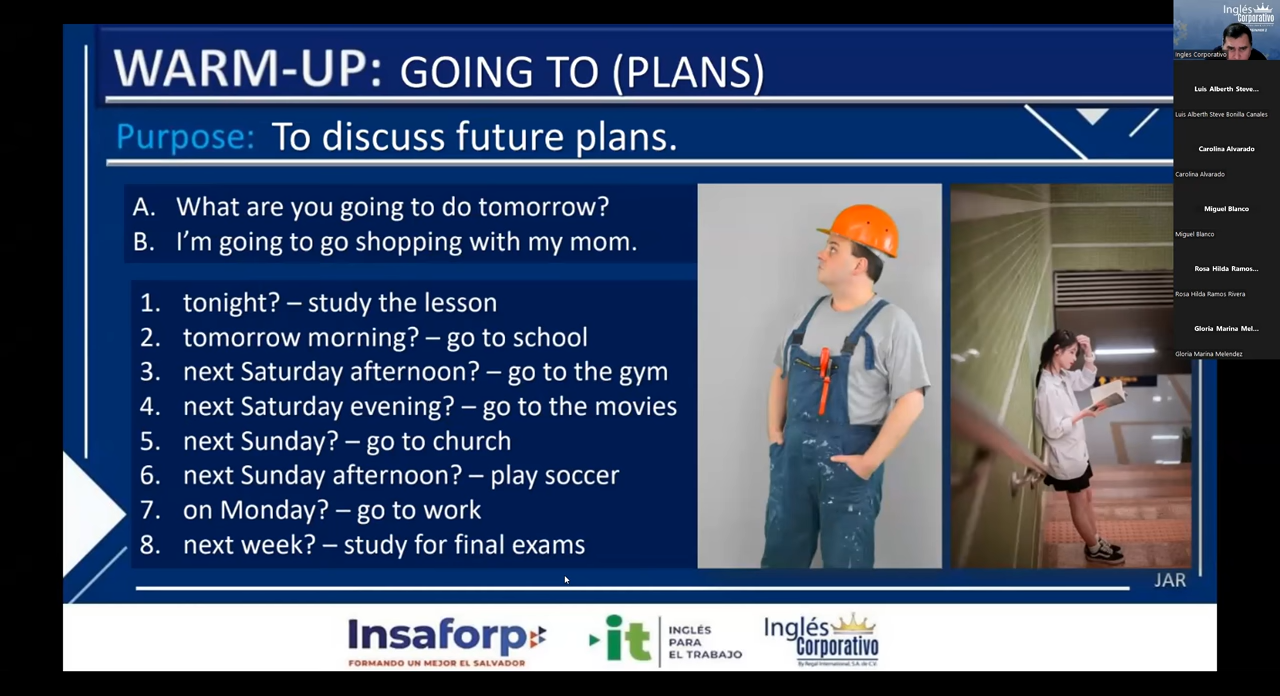 WARM-UP: GOING TO (PLANS)
Purpose: To discuss future plans.
A. What are you going to do tomorrow?
B. I'm going to go shopping with my mom.
1. tonight? – study the lesson
2. tomorrow morning? – go to school
3. next Saturday afternoon? – go to the gym
4. next Saturday evening? – go to the movies
5. next Sunday? – go to church
6. next Sunday afternoon? – play soccer
7. on Monday? – go to work
8. next week? – study for final exams
JAR
Insaforp
FORMANDO UN MEJOR EL SALVADOR
it
INGLÉS
PARA
EL TRABAJO
Inglés
Corporativo
By Regal International, S.A. de C.V.
Inglés
Corporativo
Ingles Corporativo
Luis Alberth Steve...
Luis Alberth Steve Bonilla Canales
Carolina Alvarado
Carolina Alvarado
Miguel Blanco
Miguel Blanco
Rosa Hilda Ramos...
Rosa Hilda Ramos Rivera
Gloria Marina Mel...
Gloria Marina Melendez